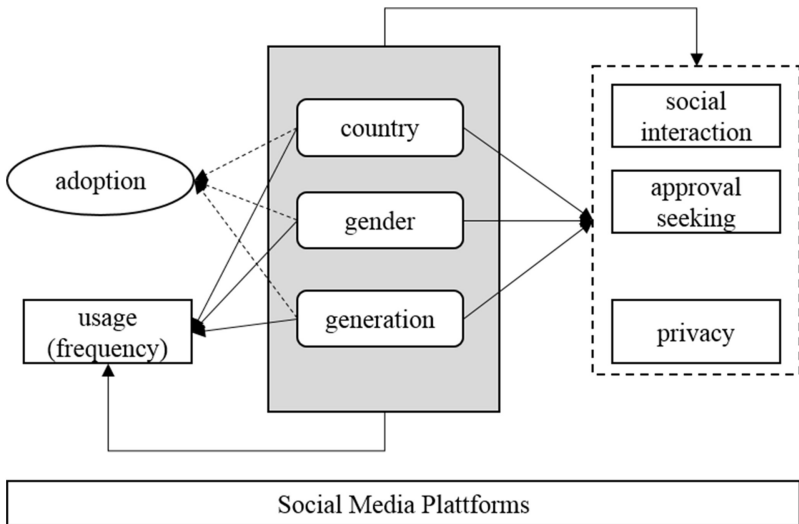 adoption
usage
(frequency)
country
gender
generation
social
interaction
approval
seeking
privacy
Social Media Plattforms